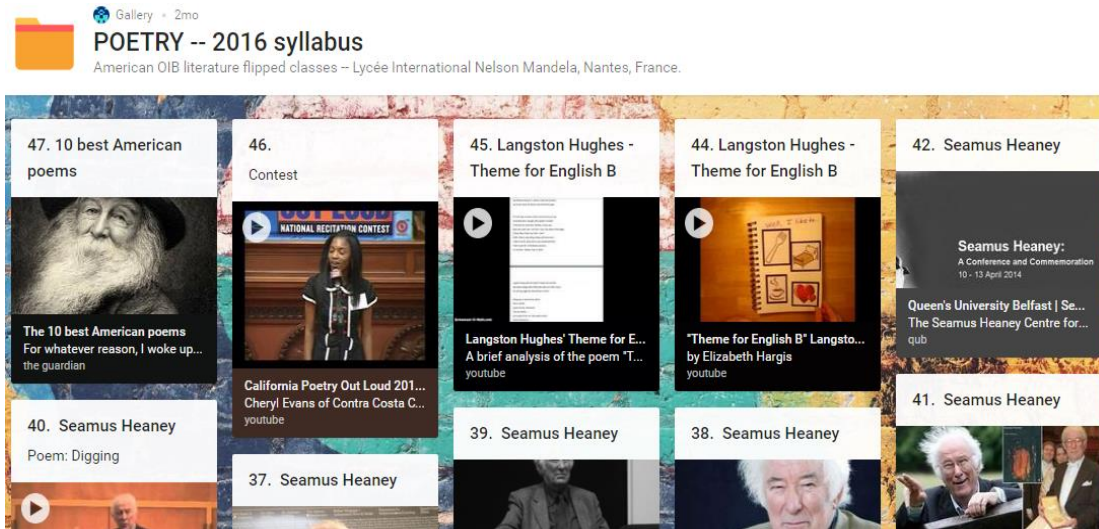 Gallery • 2mo
POETRY -- 2016 syllabus
American OIB literature flipped classes – Lycée International Nelson Mandela, Nantes, France.
47. 10 best American
poems
The 10 best American poems
For whatever reason, I woke up...
the guardian
46.
Contest
OUT LOUD
NATIONAL RECITATION CONTEST
California Poetry Out Loud 201...
Cheryl Evans of Contra Costa C...
youtube
45. Langston Hughes -
Theme for English B
Langston Hughes' Theme for E...
A brief analysis of the poem "T...
youtube
44. Langston Hughes -
Theme for English B
"Theme for English B" Langsto...
by Elizabeth Hargis
youtube
42. Seamus Heaney
Seamus Heaney:
A Conference and Commemoration
10 - 13 April 2014
Queen's University Belfast | Se...
The Seamus Heaney Centre for...
qub
40. Seamus Heaney
Poem: Digging
37. Seamus Heaney
39. Seamus Heaney
38. Seamus Heaney
41. Seamus Heaney